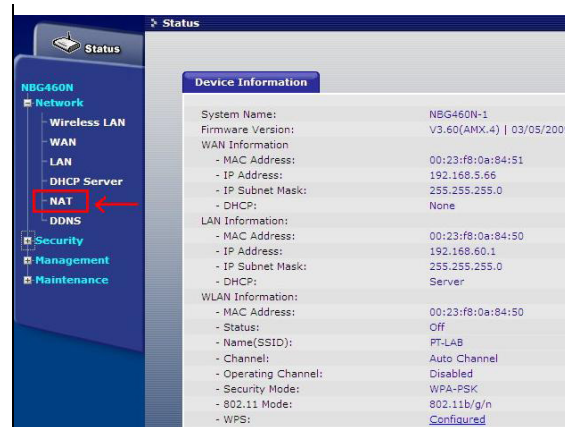 Status
Status
Device Information
NBG460N
Network
Wireless LAN
WAN
LAN
DHCP Server
NAT
DDNS
Security
Management
Maintenance
System Name: NBG460N-1
Firmware Version: V3.60(AMX.4) | 03/05/200
WAN Information
- MAC Address: 00:23:f8:0a:84:51
- IP Address: 192.168.5.66
- IP Subnet Mask: 255.255.255.0
- DHCP: None
LAN Information:
- MAC Address: 00:23:f8:0a:84:50
- IP Address: 192.168.60.1
- IP Subnet Mask: 255.255.255.0
- DHCP: Server
WLAN Information:
- MAC Address: 00:23:f8:0a:84:50
- Status: Off
- Name(SSID): PT-LAB
- Channel: Auto Channel
- Operating Channel: Disabled
- Security Mode: WPA-PSK
- 802.11 Mode: 802.11b/g/n
- WPS: Configured